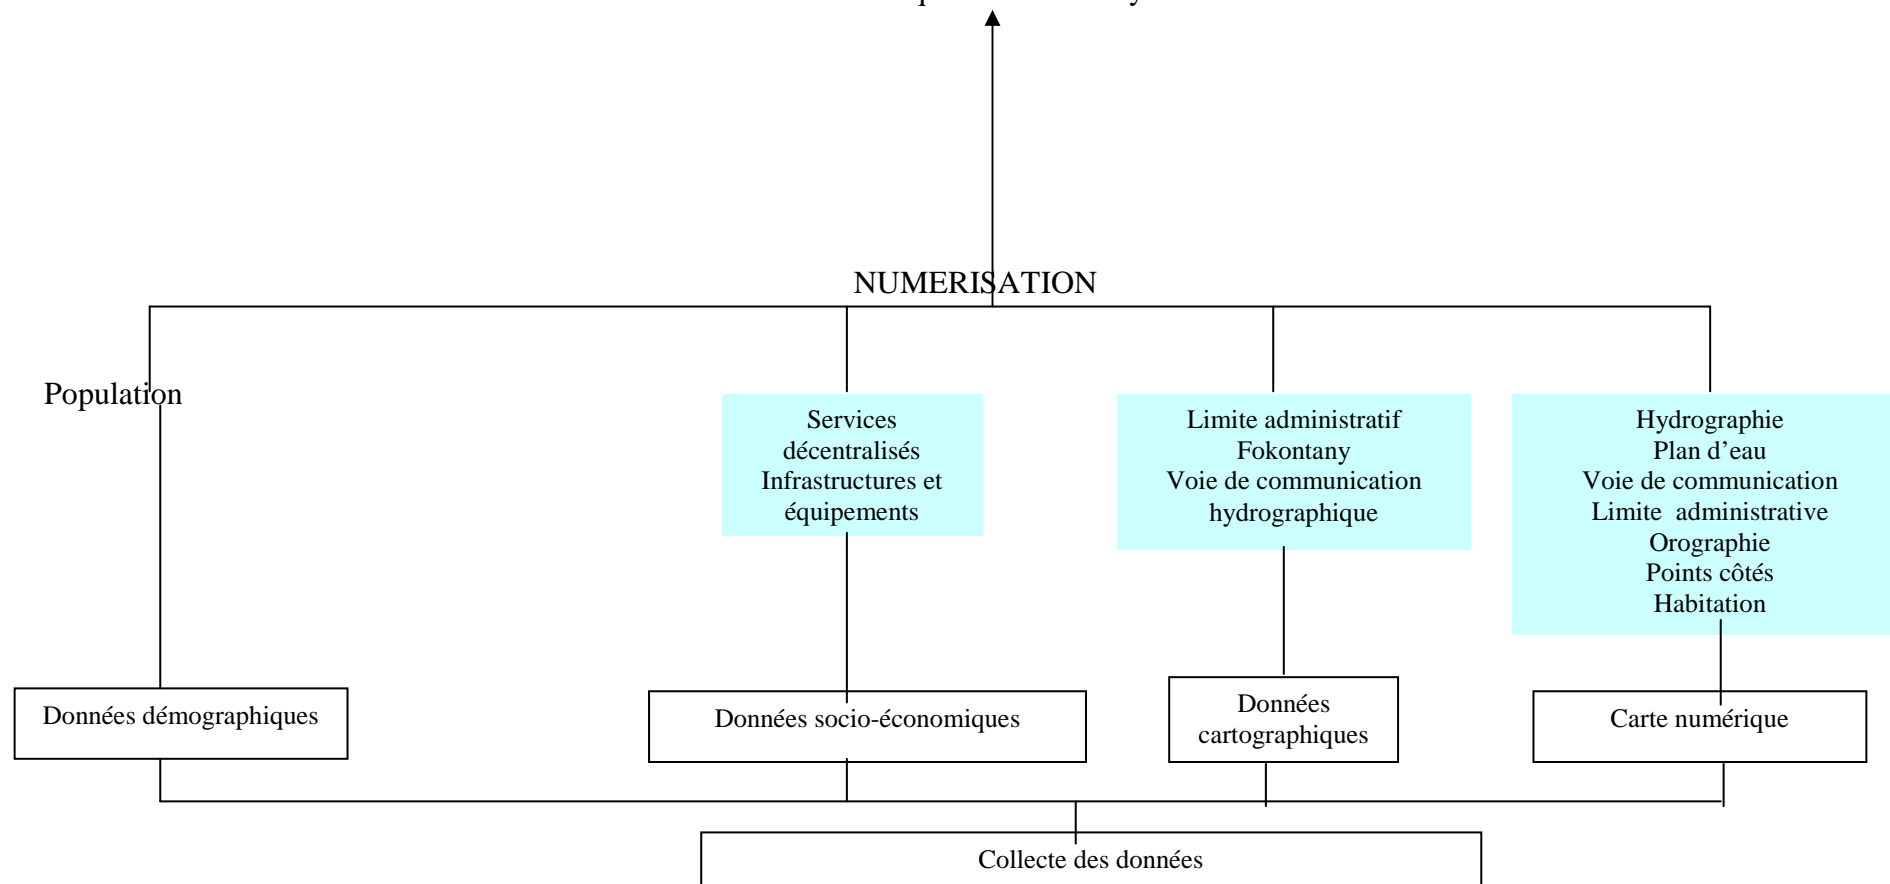 NUMERISATION
Population
Services
décentralisés
Infrastructures et
équipements
Limite administratif
Fokontany
Voie de communication
hydrographique
Hydrographie
Plan d’eau
Voie de communication
Limite  administrative
Orographie
Points côtés
Habitation
Données démographiques
Données socio-économiques
Données
cartographiques
Carte numérique
Collecte des données